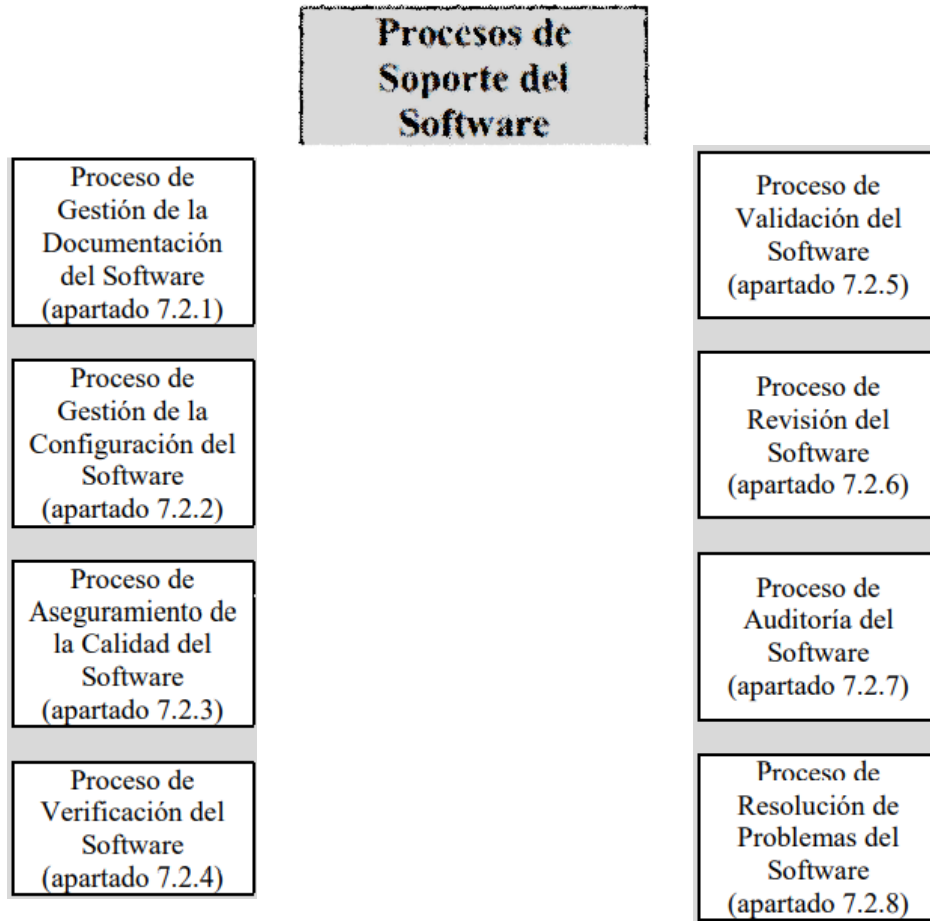 Procesos de
Soporte del
Software
Proceso de
Gestión de la
Documentación
del Software
(apartado 7.2.1)
Proceso de
Gestión de la
Configuración del
Software
(apartado 7.2.2)
Proceso de
Aseguramiento de
la Calidad del
Software
(apartado 7.2.3)
Proceso de
Verificación del
Software
(apartado 7.2.4)
Proceso de
Validación del
Software
(apartado 7.2.5)
Proceso de
Revisión del
Software
(apartado 7.2.6)
Proceso de
Auditoría del
Software
(apartado 7.2.7)
Proceso de
Resolución de
Problemas del
Software
(apartado 7.2.8)